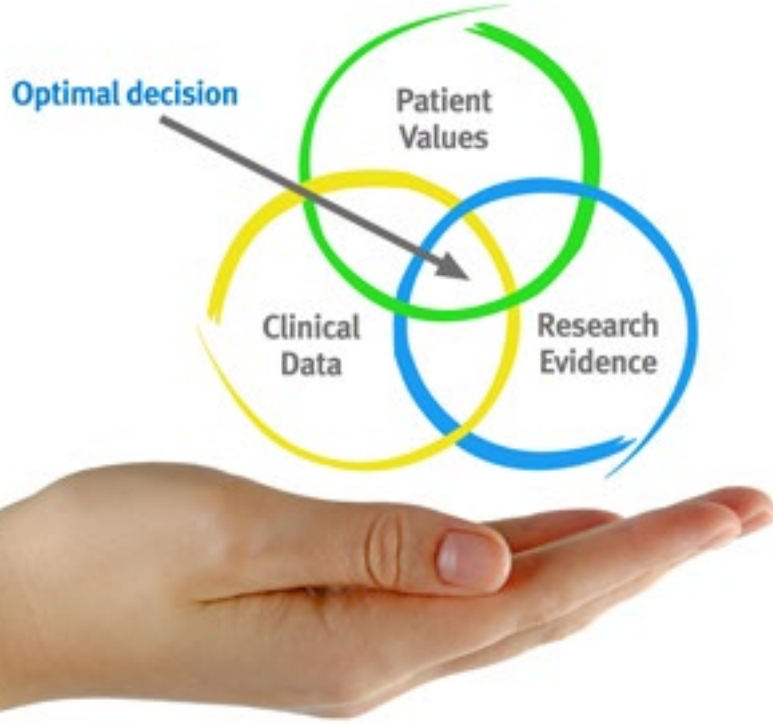 Optimal decision
Patient
Values
Clinical
Data
Research
Evidence